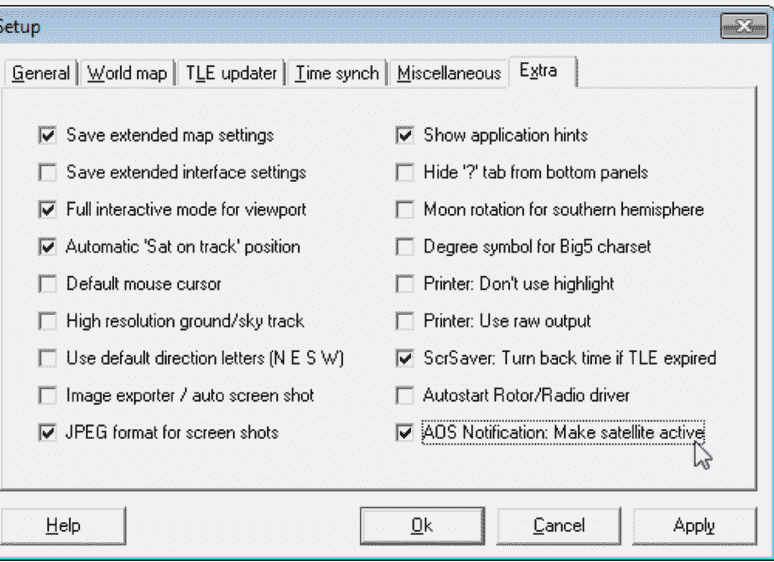 Setup
General World map TLE updater Time synch Miscellaneous Extra
Save extended map settings
Save extended interface settings
Full interactive mode for viewport
Automatic 'Sat on track' position
Default mouse cursor
High resolution ground/sky track
Use default direction letters (N E S W)
Image exporter / auto screen shot
JPEG format for screen shots
Show application hints
Hide '?' tab from bottom panels
Moon rotation for southern hemisphere
Degree symbol for Big5 charset
Printer: Don't use highlight
Printer: Use raw output
ScrSaver: Turn back time if TLE expired
Autostart Rotor/Radio driver
AOS Notification: Make satellite active
Help Ok Cancel Apply